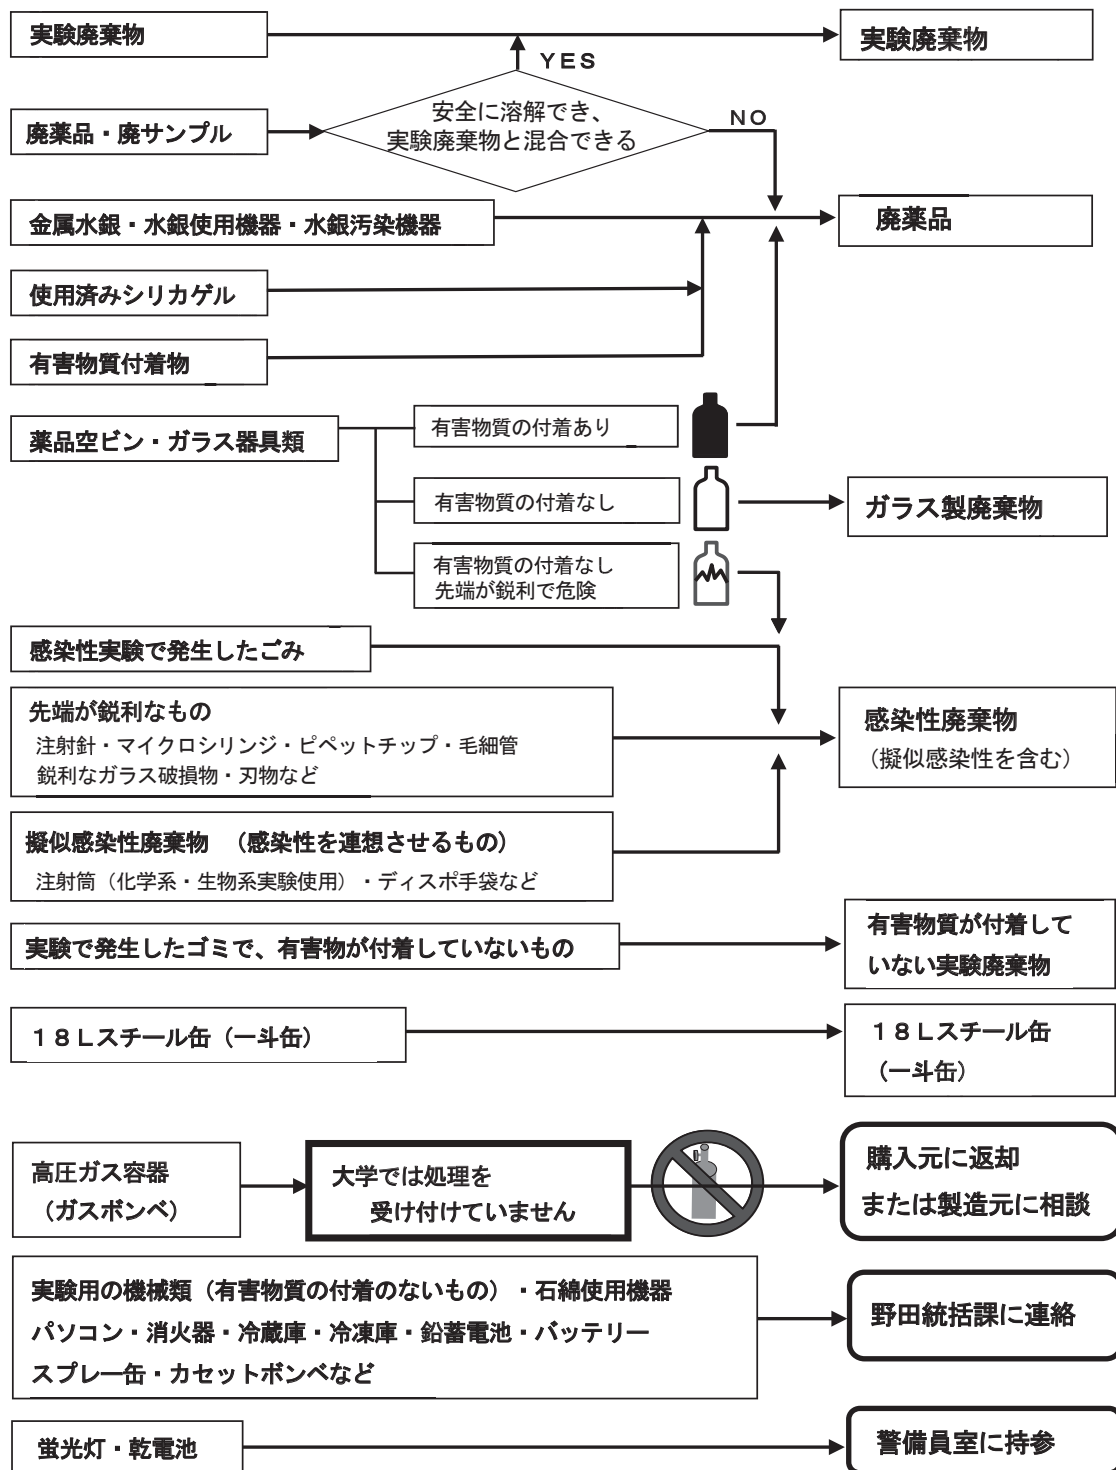 実験廃棄物
実験廃棄物
YES
廃薬品・廃サンプル
安全に溶解でき、
実験廃棄物と混合できる
NO
金属水銀・水銀使用機器・水銀汚染機器
廃薬品
使用済みシリカゲル
有害物質付着物
薬品空ビン・ガラス器具類
有害物質の付着あり
有害物質の付着なし
ガラス製廃棄物
有害物質の付着なし
先端が鋭利で危険
感染性実験で発生したごみ
先端が鋭利なもの
注射針・マイクロシリンジ・ピペットチップ・毛細管
鋭利なガラス破損物・刃物など
感染性廃棄物
(擬似感染性を含む)
擬似感染性廃棄物 (感染性を連想させるもの)
注射筒(化学系・生物系実験使用)・ディスポ手袋など
実験で発生したゴミで、有害物が付着していないもの
有害物質が付着して
いない実験廃棄物
18Lスチール缶(一斗缶)
18Lスチール缶
(一斗缶)
高圧ガス容器
(ガスボンベ)
大学では処理を
受け付けていません
購入元に返却
または製造元に相談
実験用の機械類(有害物質の付着のないもの)・石綿使用機器
パソコン・消火器・冷蔵庫・冷凍庫・鉛蓄電池・バッテリー
スプレー缶・カセットボンベなど
野田統括課に連絡
蛍光灯・乾電池
警備員室に持参